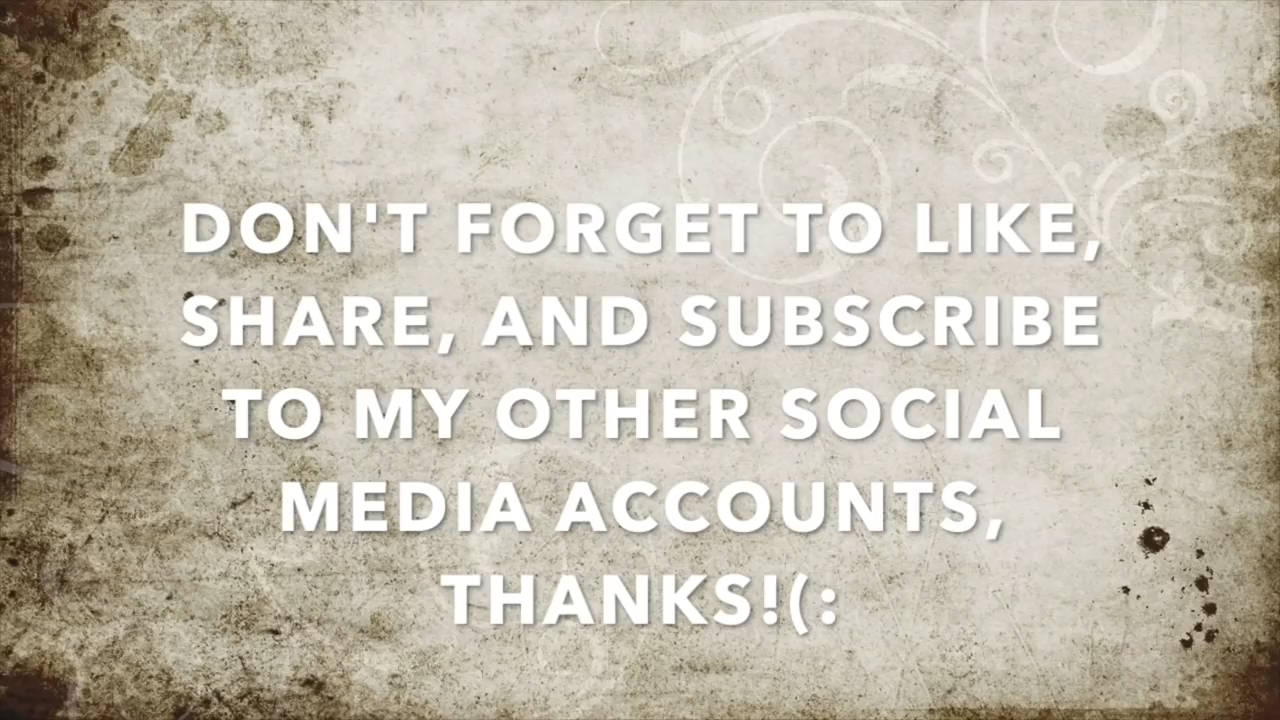 DON'T FORGET TO LIKE,
SHARE, AND SUBSCRIBE
TO MY OTHER SOCIAL
MEDIA ACCOUNTS,
THANKS!(: